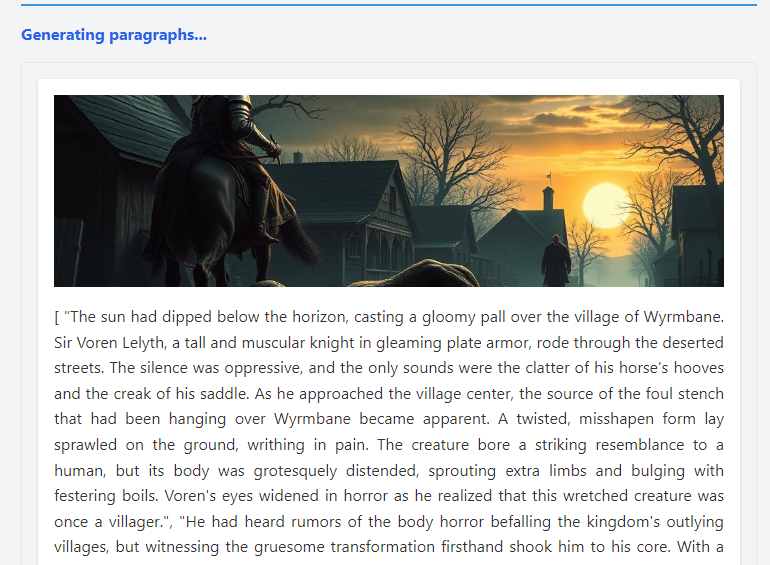 Generating paragraphs...
[ "The sun had dipped below the horizon, casting a gloomy pall over the village of Wyrmbane.
Sir Voren Lelyth, a tall and muscular knight in gleaming plate armor, rode through the deserted
streets. The silence was oppressive, and the only sounds were the clatter of his horse's hooves
and the creak of his saddle. As he approached the village center, the source of the foul stench
that had been hanging over Wyrmbane became apparent. A twisted, misshapen form lay
sprawled on the ground, writhing in pain. The creature bore a striking resemblance to a
human, but its body was grotesquely distended, sprouting extra limbs and bulging with
festering boils. Voren's eyes widened in horror as he realized that this wretched creature was
once a villager.", "He had heard rumors of the body horror befalling the kingdom's outlying
villages, but witnessing the gruesome transformation firsthand shook him to his core. With a